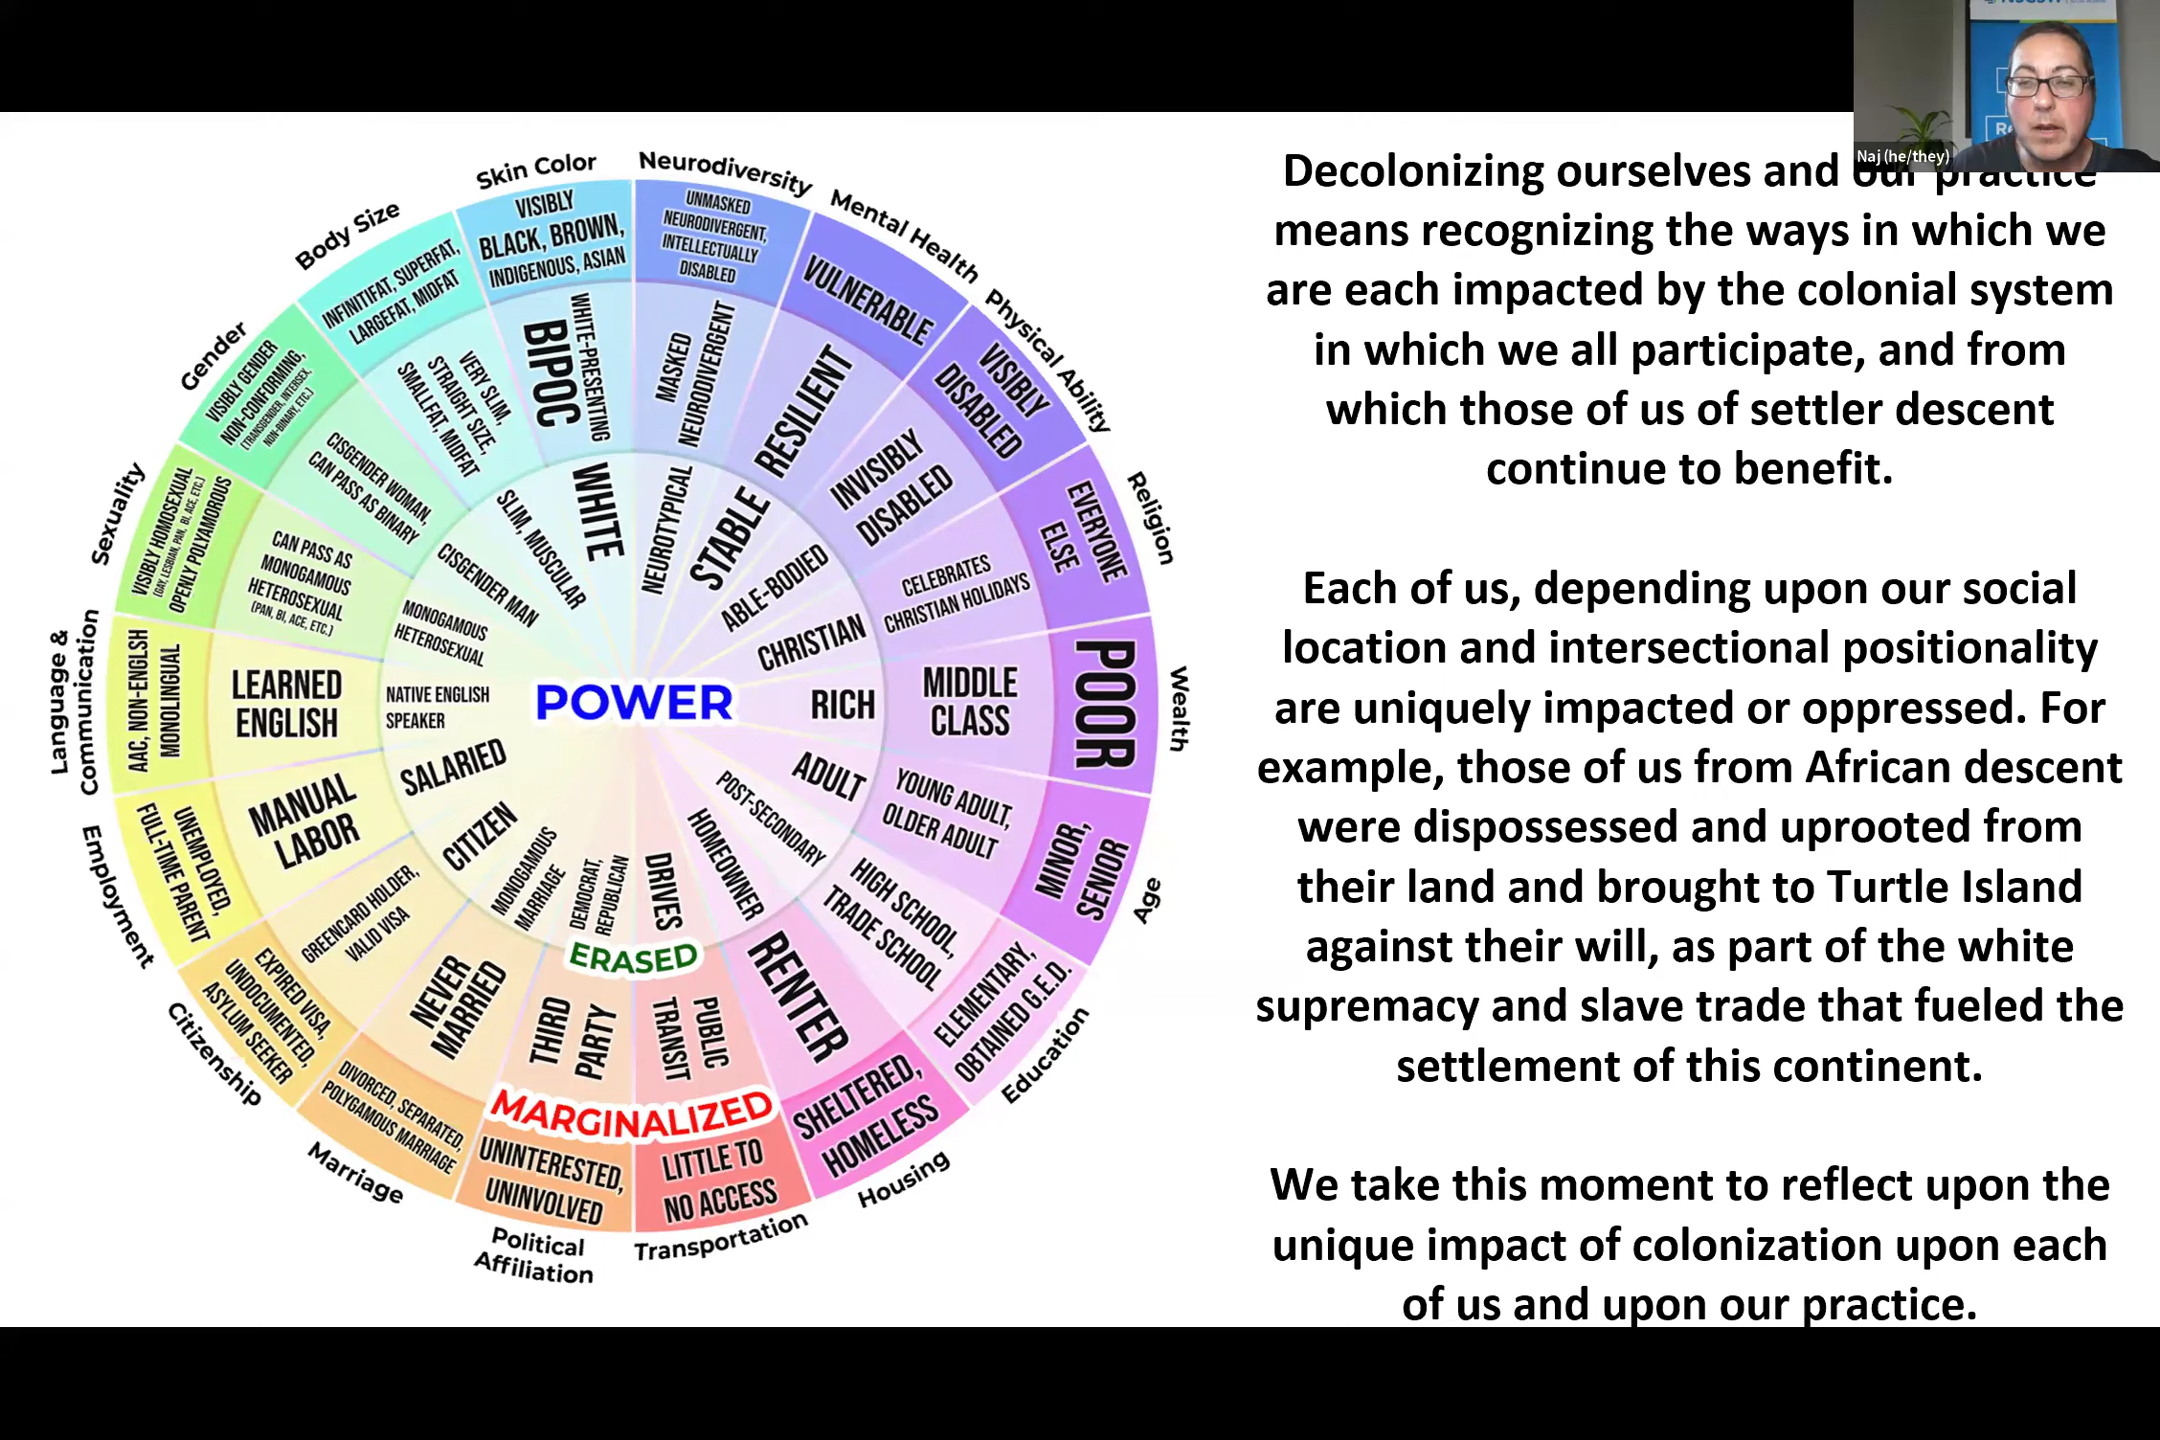 Skin Color
VISIBLY
BLACK, BROWN,
INDIGENOUS, ASIAN
WHITE-PRESENTING
BIPOC
WHITE
Neurodiversity
UNMASKED
NEURODIVERGENT,
INTELLECTUALLY
DISABLED
MASKED
NEURODIVERGENT
NEUROTYPICAL
Mental Health
VULNERABLE
RESILIENT
STABLE
Physical Ability
VISIBLY
DISABLED
INVISIBLY
DISABLED
ABLE-BODIED
Religion
EVERYONE
ELSE
CELEBRATES
CHRISTIAN HOLIDAYS
CHRISTIAN
Wealth
POOR
MIDDLE
CLASS
RICH
Age
MINOR,
SENIOR
YOUNG ADULT,
OLDER ADULT
ADULT
Education
ELEMENTARY,
OBTAINED G.E.D.
HIGH SCHOOL,
TRADE SCHOOL
POST-SECONDARY
Housing
SHELTERED,
HOMELESS
RENTER
HOMEOWNER
Transportation
LITTLE TO
NO ACCESS
PUBLIC
TRANSIT
DRIVES
Political
Affiliation
UNINTERESTED,
UNINVOLVED
THIRD
PARTY
DEMOCRAT,
REPUBLICAN
Marriage
DIVORCED, SEPARATED,
POLYGAMOUS MARRIAGE
NEVER
MARRIED
MONOGAMOUS
MARRIAGE
Citizenship
EXPIRED VISA,
UNDOCUMENTED,
ASYLUM SEEKER
GREENCARD HOLDER,
VALID VISA
CITIZEN
Employment
UNEMPLOYED,
FULL-TIME PARENT
MANUAL
LABOR
SALARIED
Language &
Communication
AAC, NON-ENGLSH
MONOLINGUAL
LEARNED
ENGLISH
NATIVE ENGLISH
SPEAKER
Sexuality
VISIBLY HOMOSEXUAL
(GAY, LESBIAN, PAN, BI, ACE, ETC.)
OPENLY POLYAMOROUS
CAN PASS AS
MONOGAMOUS
HETEROSEXUAL
(PAN, BI, ACE, ETC.)
MONOGAMOUS
HETEROSEXUAL
Gender
VISIBLY GENDER
NON-CONFORMING,
(TRANSGENDER, INTERSEX,
NON-BINARY, ETC.)
CISGENDER WOMAN,
CAN PASS AS BINARY
CISGENDER MAN
Body Size
INFINITIFAT, SUPERFAT,
LARGEFAT, MIDFAT
VERY SLIM,
STRAIGHT SIZE,
SMALLFAT, MIDFAT
SLIM, MUSCULAR
POWER
ERASED
MARGINALIZED
Naj (he/they)
Decolonizing ourselves and our practice
means recognizing the ways in which we
are each impacted by the colonial system
in which we all participate, and from
which those of us of settler descent
continue to benefit.
Each of us, depending upon our social
location and intersectional positionality
are uniquely impacted or oppressed. For
example, those of us from African descent
were dispossessed and uprooted from
their land and brought to Turtle Island
against their will, as part of the white
supremacy and slave trade that fueled the
settlement of this continent.
We take this moment to reflect upon the
unique impact of colonization upon each
of us and upon our practice.